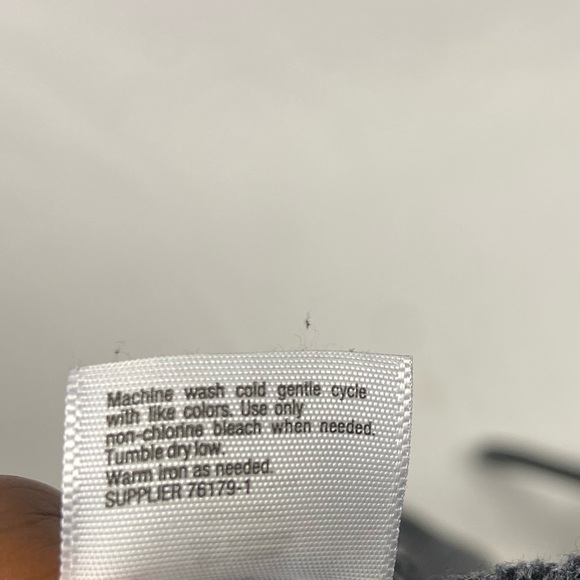 Machine wash cold gentle cycle
with like colors. Use only
non-chlorine bleach when needed.
Tumble dry low.
Warm iron as needed.
SUPPLIER 76179-1